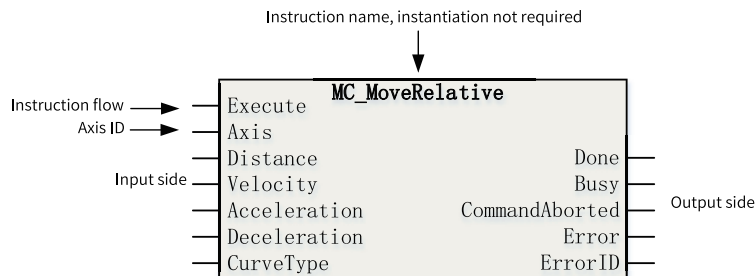 Instruction name, instantiation not required
MC_MoveRelative
Instruction flow
Execute
Axis ID
Axis
Distance
Done
Input side
Velocity
Busy
Output side
Acceleration
CommandAborted
Deceleration
Error
CurveType
ErrorID